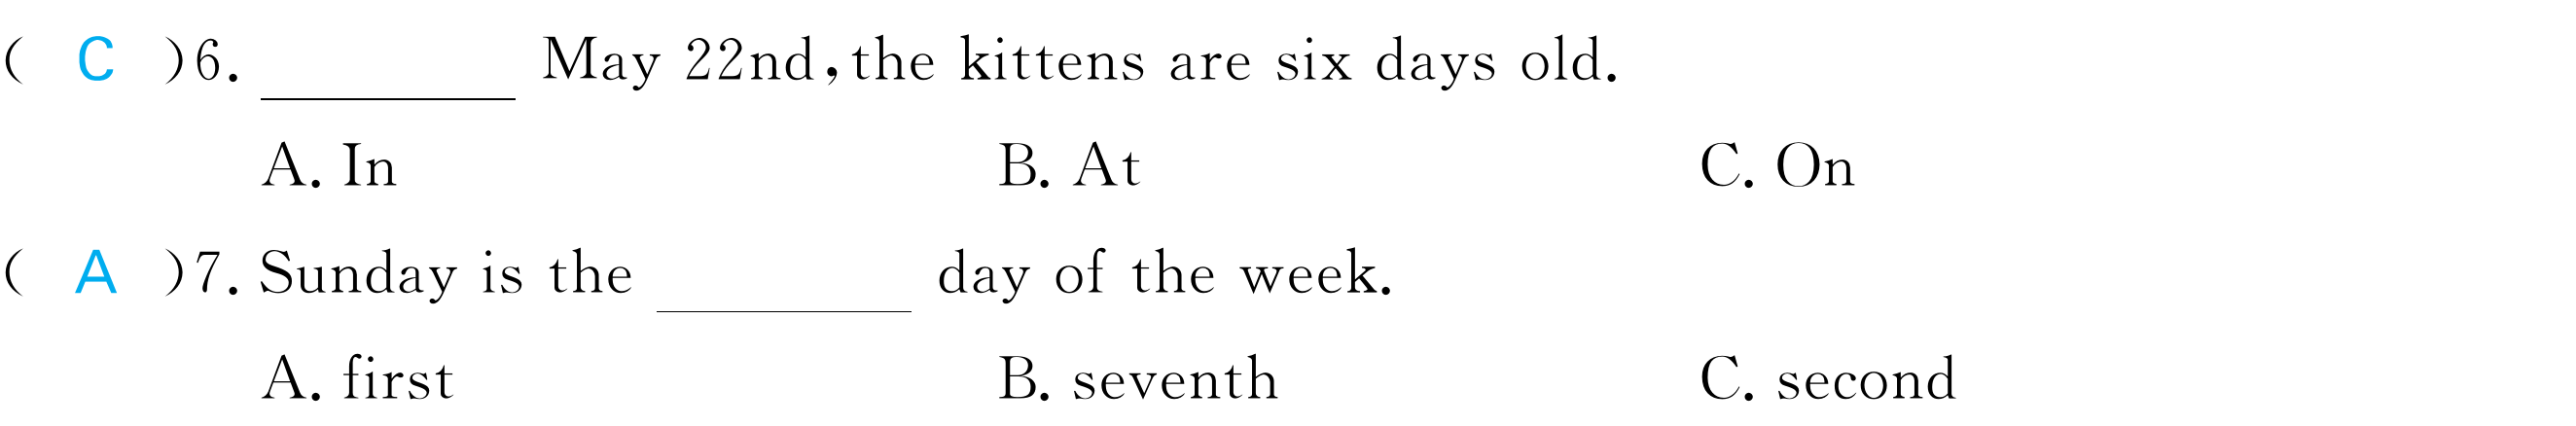 ( C )6. ________ May 22nd,the kittens are six days old.
A. In B. At C. On
( A )7. Sunday is the ________ day of the week.
A. first B. seventh C. second